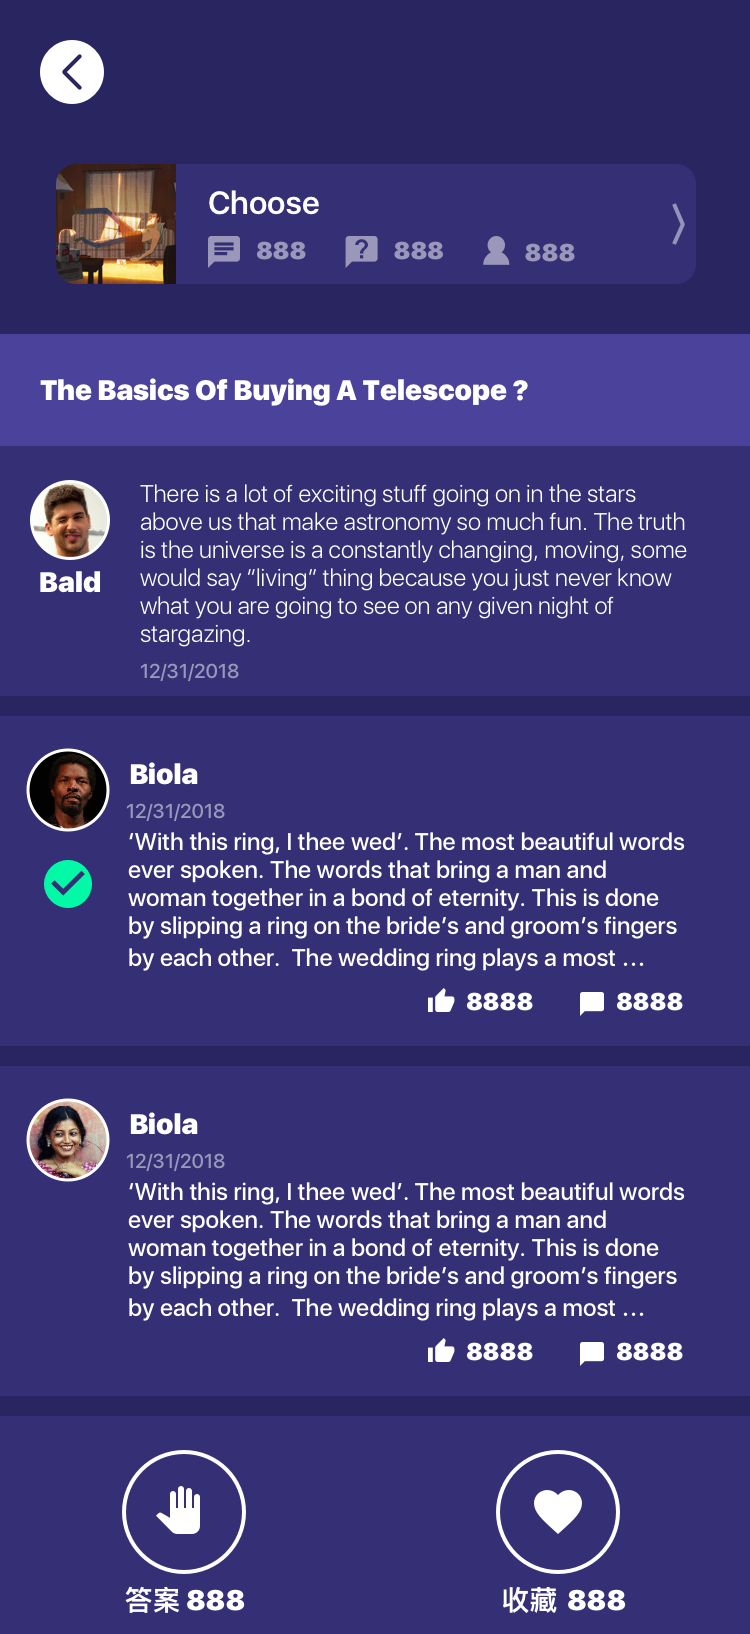 Choose
888 888 888
The Basics Of Buying A Telescope ?
There is a lot of exciting stuff going on in the stars
above us that make astronomy so much fun. The truth
is the universe is a constantly changing, moving, some
would say “living” thing because you just never know
what you are going to see on any given night of
stargazing.
Bald
12/31/2018
Biola
12/31/2018
‘With this ring, I thee wed’. The most beautiful words
ever spoken. The words that bring a man and
woman together in a bond of eternity. This is done
by slipping a ring on the bride’s and groom’s fingers
by each other.  The wedding ring plays a most ...
8888 8888
Biola
12/31/2018
‘With this ring, I thee wed’. The most beautiful words
ever spoken. The words that bring a man and
woman together in a bond of eternity. This is done
by slipping a ring on the bride’s and groom’s fingers
by each other.  The wedding ring plays a most ...
8888 8888
答案 888 收藏 888